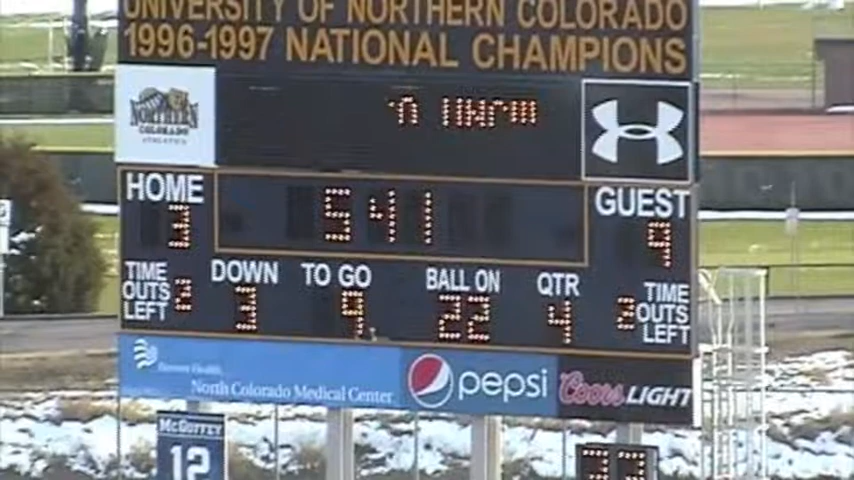 UNIVERSITY OF NORTHERN COLORADO
1996-1997 NATIONAL CHAMPIONS
NORTHERN
COLORADO
ATHLETICS
HOME
3
541
GUEST
9
TIME
OUTS
LEFT
2
DOWN
3
TO GO
9
BALL ON
22
QTR
4
2
TIME
OUTS
LEFT
North Colorado Medical Center
pepsi
Coors LIGHT
McGUFFEY
12